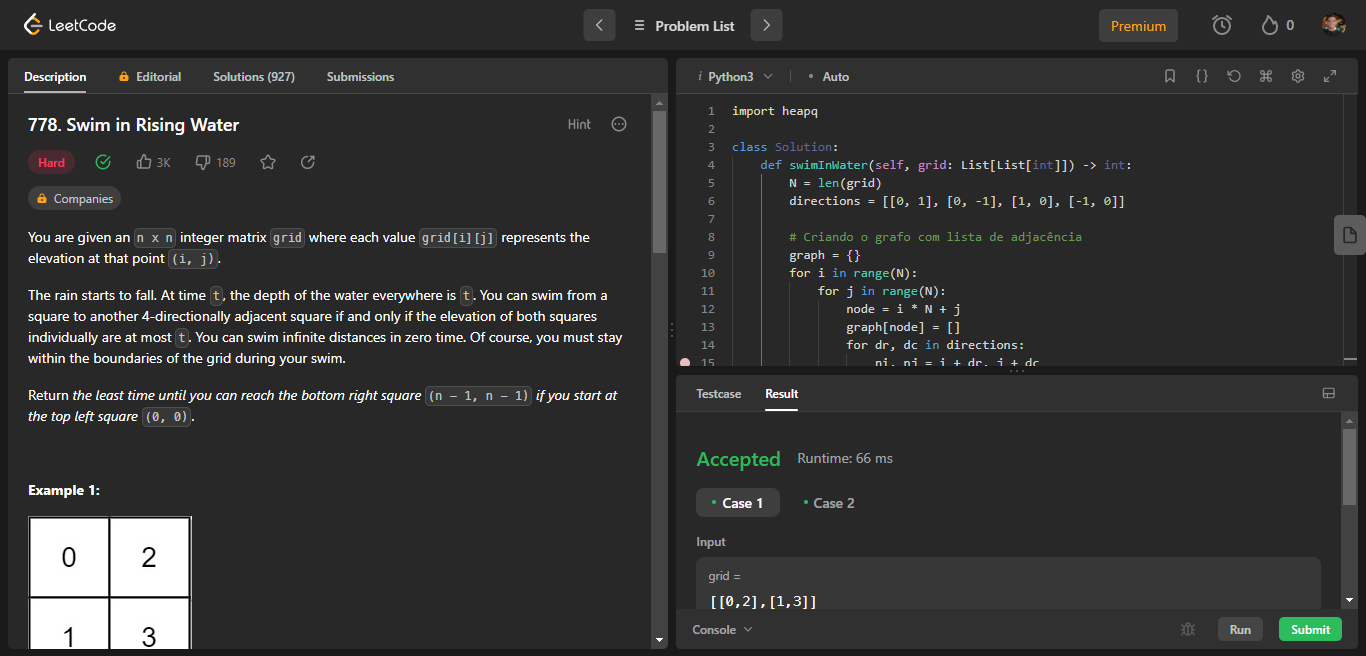 LeetCode
Problem List
Premium
0
Description
Editorial
Solutions (927)
Submissions
778. Swim in Rising Water
Hint
Hard
3K
189
Companies
You are given an n x n integer matrix grid where each value grid[i][j] represents the
elevation at that point (i, j).
The rain starts to fall. At time t, the depth of the water everywhere is t. You can swim from a
square to another 4-directionally adjacent square if and only if the elevation of both squares
individually are at most t. You can swim infinite distances in zero time. Of course, you must stay
within the boundaries of the grid during your swim.
Return the least time until you can reach the bottom right square (n - 1, n - 1) if you start at
the top left square (0, 0).
Example 1:
0 2
1 3
i Python3
• Auto
1 import heapq
2
3 class Solution:
4 def swimInWater(self, grid: List[List[int]]) -> int:
5 N = len(grid)
6 directions = [[0, 1], [0, -1], [1, 0], [-1, 0]]
7
8 # Criando o grafo com lista de adjacência
9 graph = {}
10 for i in range(N):
11 for j in range(N):
12 node = i * N + j
13 graph[node] = []
14 for dr, dc in directions:
15 ni, nj = i + dr, j + dc
Testcase
Result
Accepted
Runtime: 66 ms
• Case 1
• Case 2
Input
grid =
[[0,2],[1,3]]
Console
Run
Submit